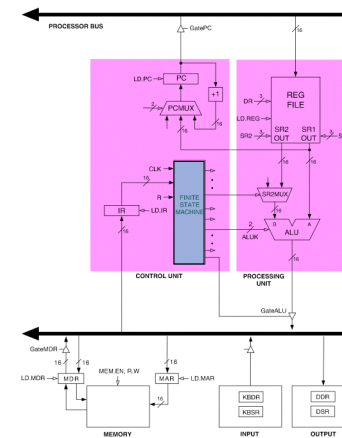 PROCESSOR BUS
GatePC
16
LD.PC
PC
+1
2
PCMUX
16
16
REG
FILE
DR
3
LD.REG
SR2
3
SR2
OUT
SR1
OUT
3
S
16
16
CLK
16
R
FINITE
STATE
MACHINE
IR
LD.IR
16
SR2MUX
16
B
A
ALU
2
ALUK
16
CONTROL UNIT
PROCESSING
UNIT
GateALU
GateMDR
16
16
16
MEM.EN, R.W
LD.MDR
MDR
MAR
LD.MAR
16
KBDR
KBSR
DDR
DSR
MEMORY
INPUT
OUTPUT